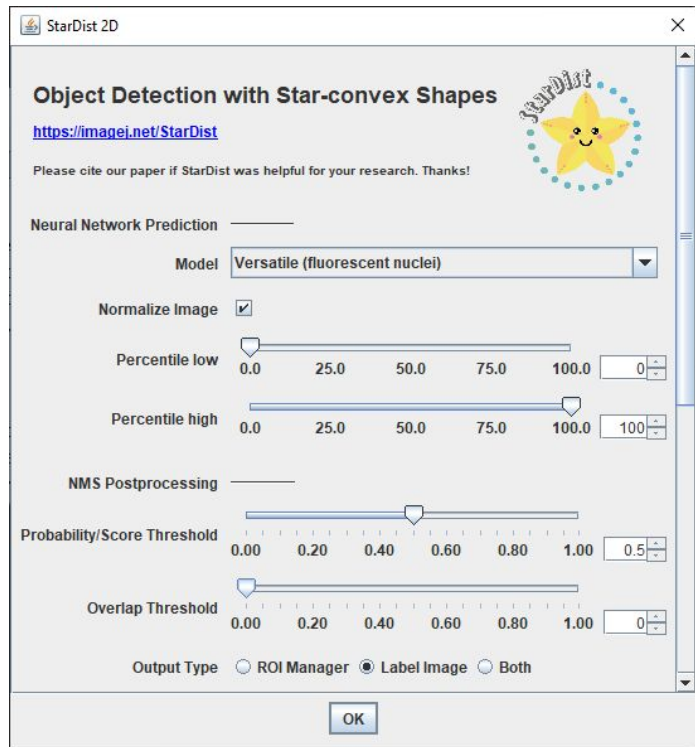 StarDist 2D
Object Detection with Star-convex Shapes
StarDist
https://imagej.net/StarDist
Please cite our paper if StarDist was helpful for your research. Thanks!
Neural Network Prediction
Model Versatile (fluorescent nuclei)
Normalize Image
Percentile low 0.0 25.0 50.0 75.0 100.0 0
Percentile high 0.0 25.0 50.0 75.0 100.0 100
NMS Postprocessing
Probability/Score Threshold 0.00 0.20 0.40 0.60 0.80 1.00 0.5
Overlap Threshold 0.00 0.20 0.40 0.60 0.80 1.00 0
Output Type ROI Manager Label Image Both
OK